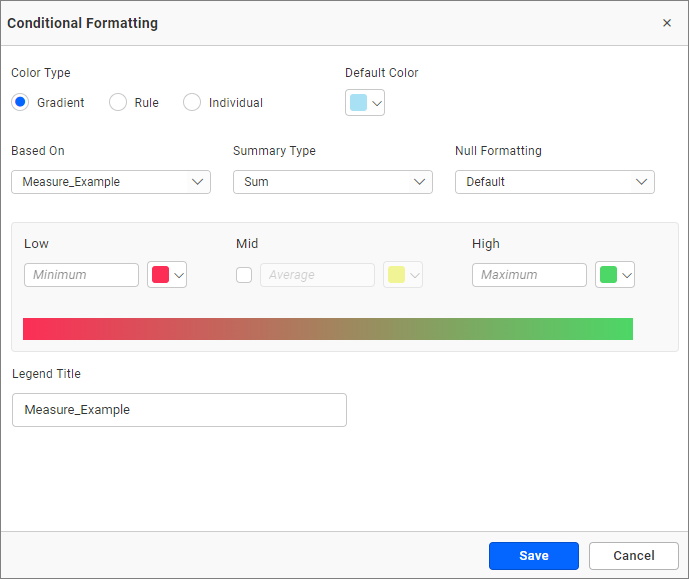 Conditional Formatting
Color Type
Default Color
Gradient
Rule
Individual
Based On
Summary Type
Null Formatting
Measure_Example
Sum
Default
Low
Mid
High
Minimum
Average
Maximum
Legend Title
Measure_Example
Save
Cancel